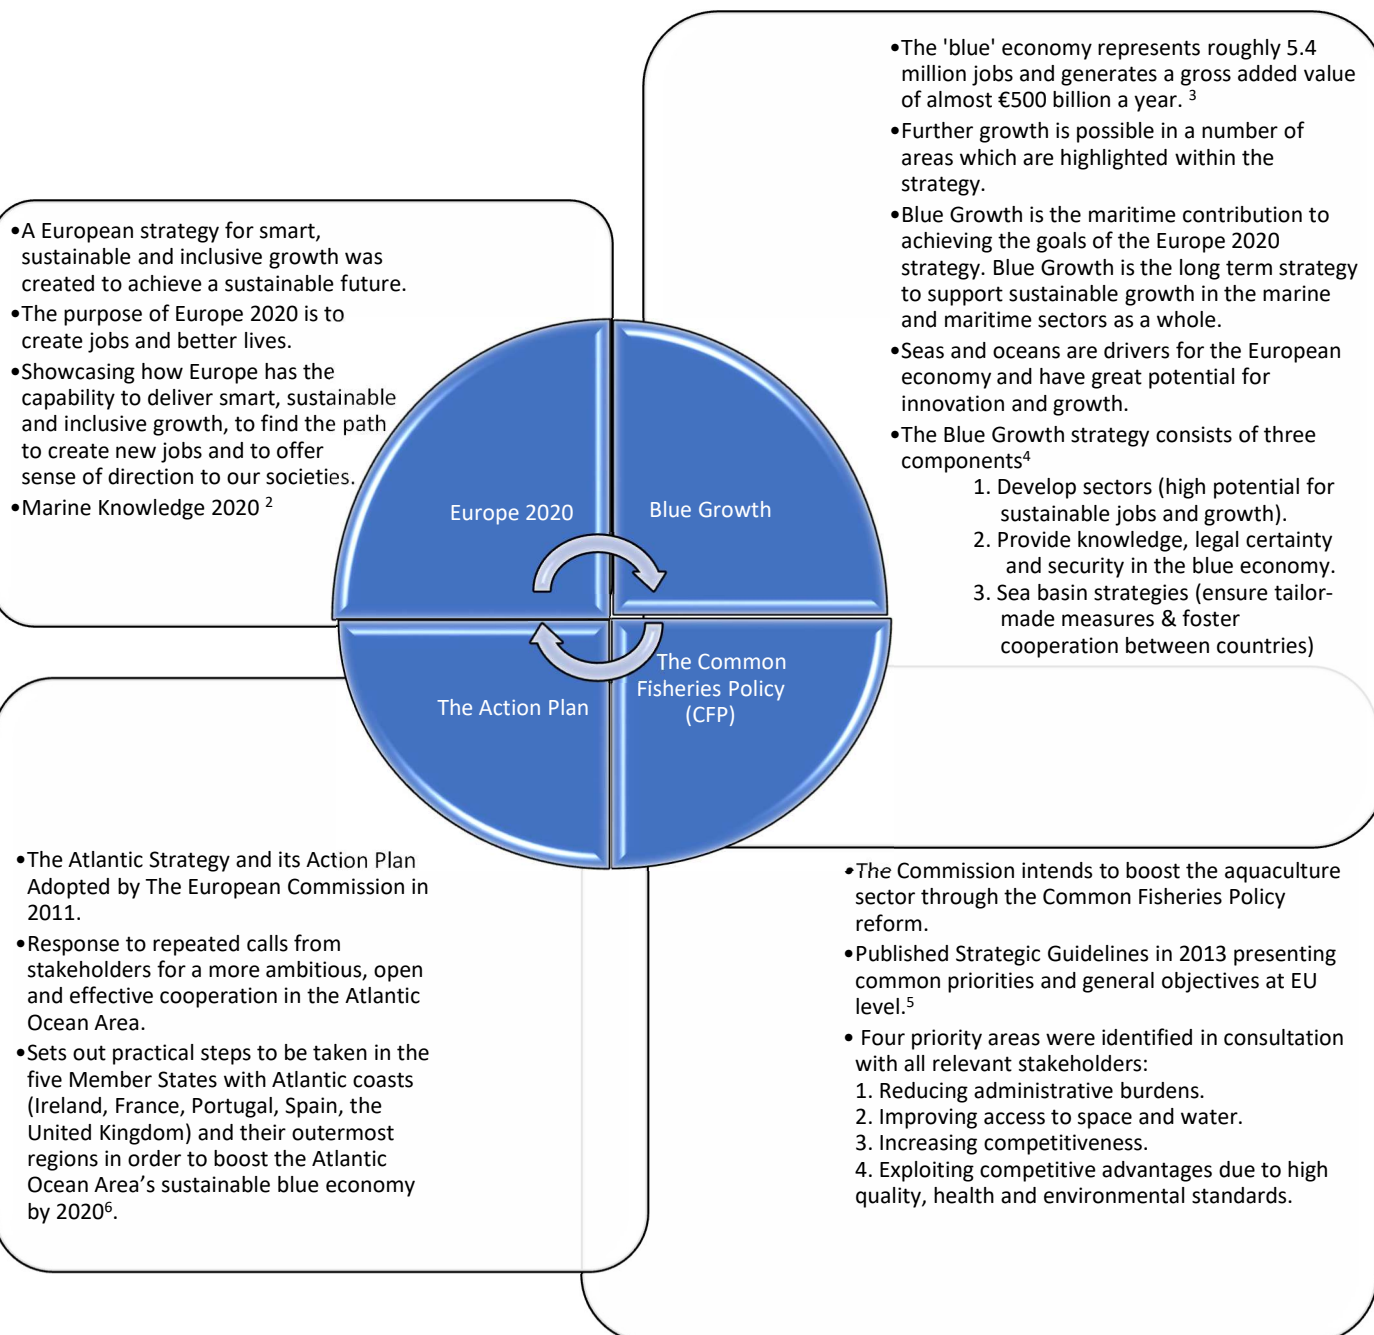 •A European strategy for smart,
sustainable and inclusive growth was
created to achieve a sustainable future.
•The purpose of Europe 2020 is to
create jobs and better lives.
•Showcasing how Europe has the
capability to deliver smart, sustainable
and inclusive growth, to find the path
to create new jobs and to offer
sense of direction to our societies.
•Marine Knowledge 2020 ²
•The 'blue' economy represents roughly 5.4
million jobs and generates a gross added value
of almost €500 billion a year. ³
•Further growth is possible in a number of
areas which are highlighted within the
strategy.
•Blue Growth is the maritime contribution to
achieving the goals of the Europe 2020
strategy. Blue Growth is the long term strategy
to support sustainable growth in the marine
and maritime sectors as a whole.
•Seas and oceans are drivers for the European
economy and have great potential for
innovation and growth.
•The Blue Growth strategy consists of three
components⁴
1. Develop sectors (high potential for
sustainable jobs and growth).
2. Provide knowledge, legal certainty
and security in the blue economy.
3. Sea basin strategies (ensure tailor-
made measures & foster
cooperation between countries)
Europe 2020
Blue Growth
The Action Plan
The Common
Fisheries Policy
(CFP)
•The Atlantic Strategy and its Action Plan
Adopted by The European Commission in
2011.
•Response to repeated calls from
stakeholders for a more ambitious, open
and effective cooperation in the Atlantic
Ocean Area.
•Sets out practical steps to be taken in the
five Member States with Atlantic coasts
(Ireland, France, Portugal, Spain, the
United Kingdom) and their outermost
regions in order to boost the Atlantic
Ocean Area’s sustainable blue economy
by 2020⁶.
•The Commission intends to boost the aquaculture
sector through the Common Fisheries Policy
reform.
•Published Strategic Guidelines in 2013 presenting
common priorities and general objectives at EU
level.⁵
• Four priority areas were identified in consultation
with all relevant stakeholders:
1. Reducing administrative burdens.
2. Improving access to space and water.
3. Increasing competitiveness.
4. Exploiting competitive advantages due to high
quality, health and environmental standards.